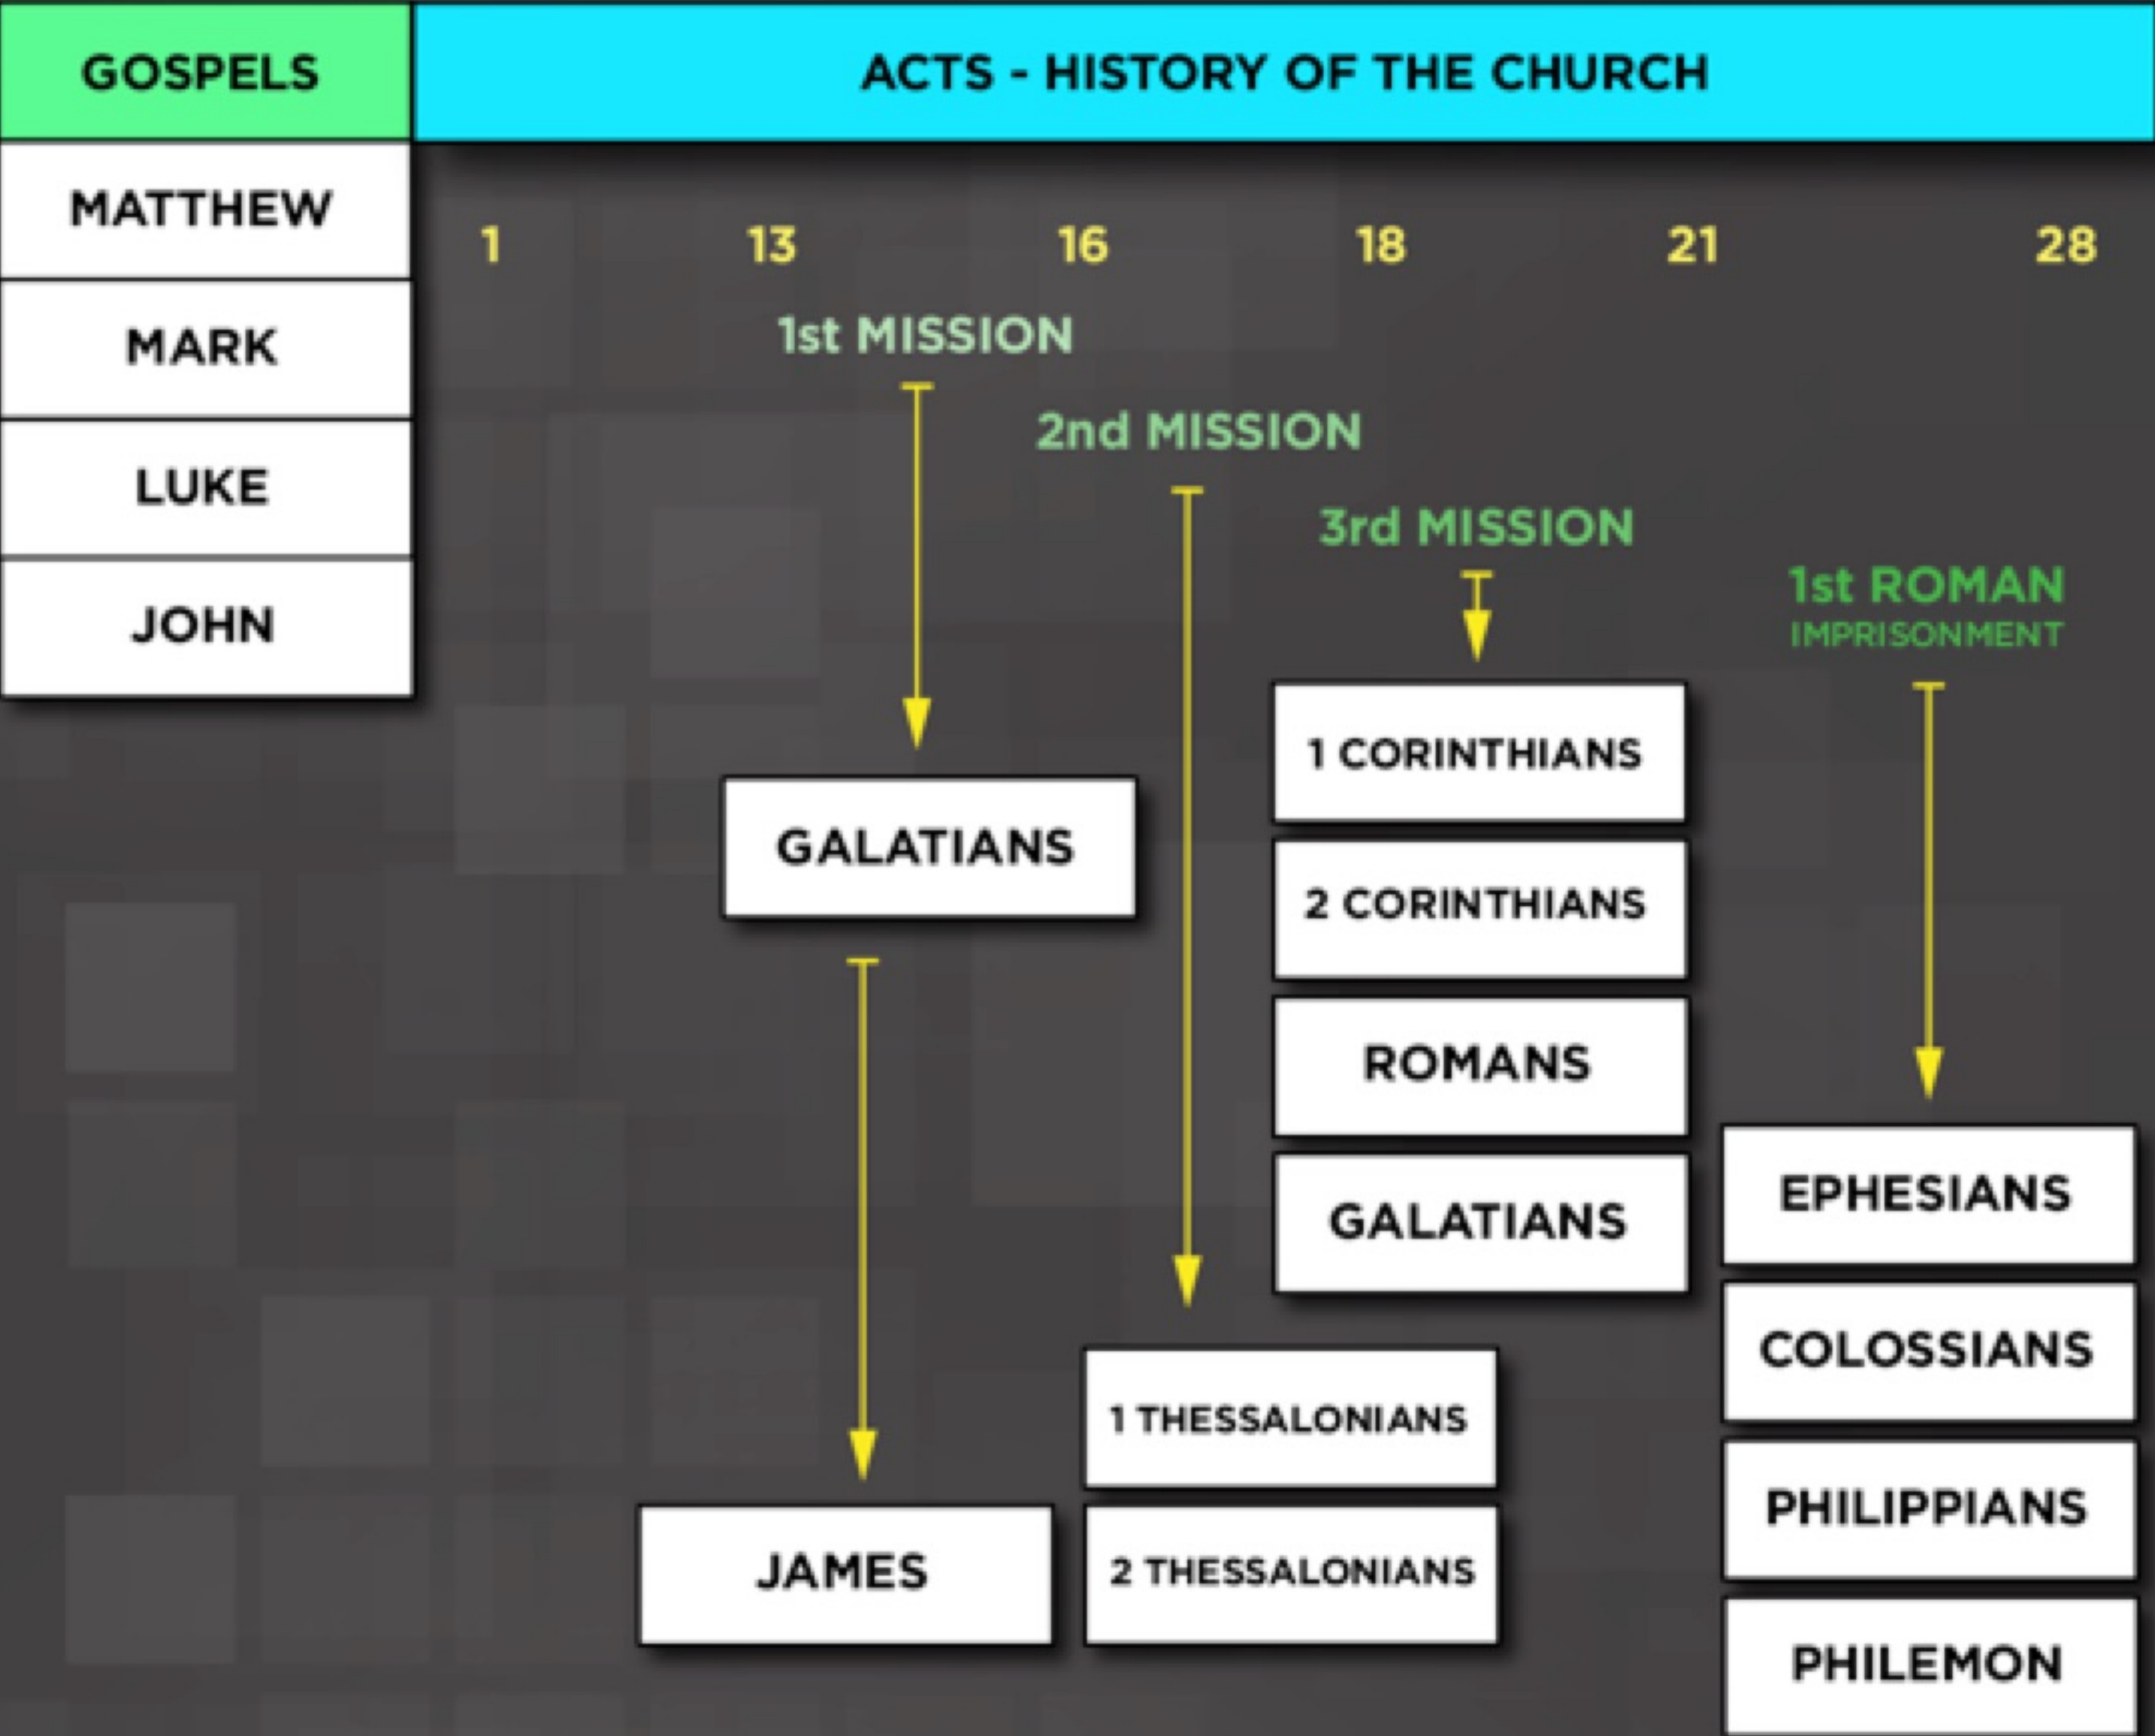 GOSPELS
ACTS - HISTORY OF THE CHURCH
MATTHEW
MARK
LUKE
JOHN
1 13 16 18 21 28
1st MISSION
2nd MISSION
3rd MISSION
1st ROMAN
IMPRISONMENT
GALATIANS
JAMES
1 THESSALONIANS
2 THESSALONIANS
1 CORINTHIANS
2 CORINTHIANS
ROMANS
GALATIANS
EPHESIANS
COLOSSIANS
PHILIPPIANS
PHILEMON